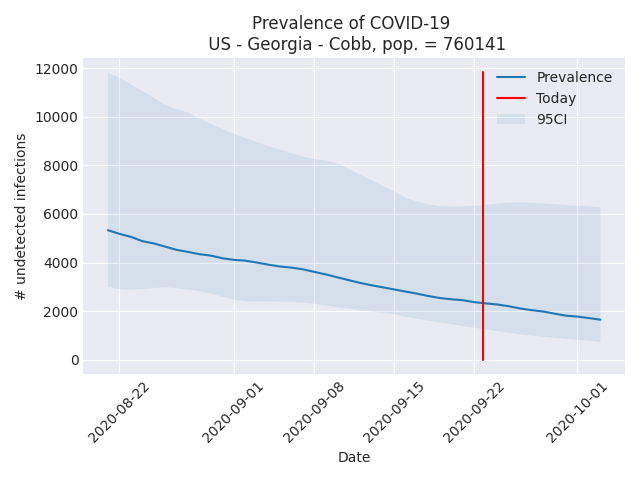 Prevalence of COVID-19
US - Georgia - Cobb, pop. = 760141
12000
10000
8000
6000
4000
2000
0
# undetected infections
Prevalence
Today
95CI
2020-08-22
2020-09-01
2020-09-08
2020-09-15
2020-09-22
2020-10-01
Date